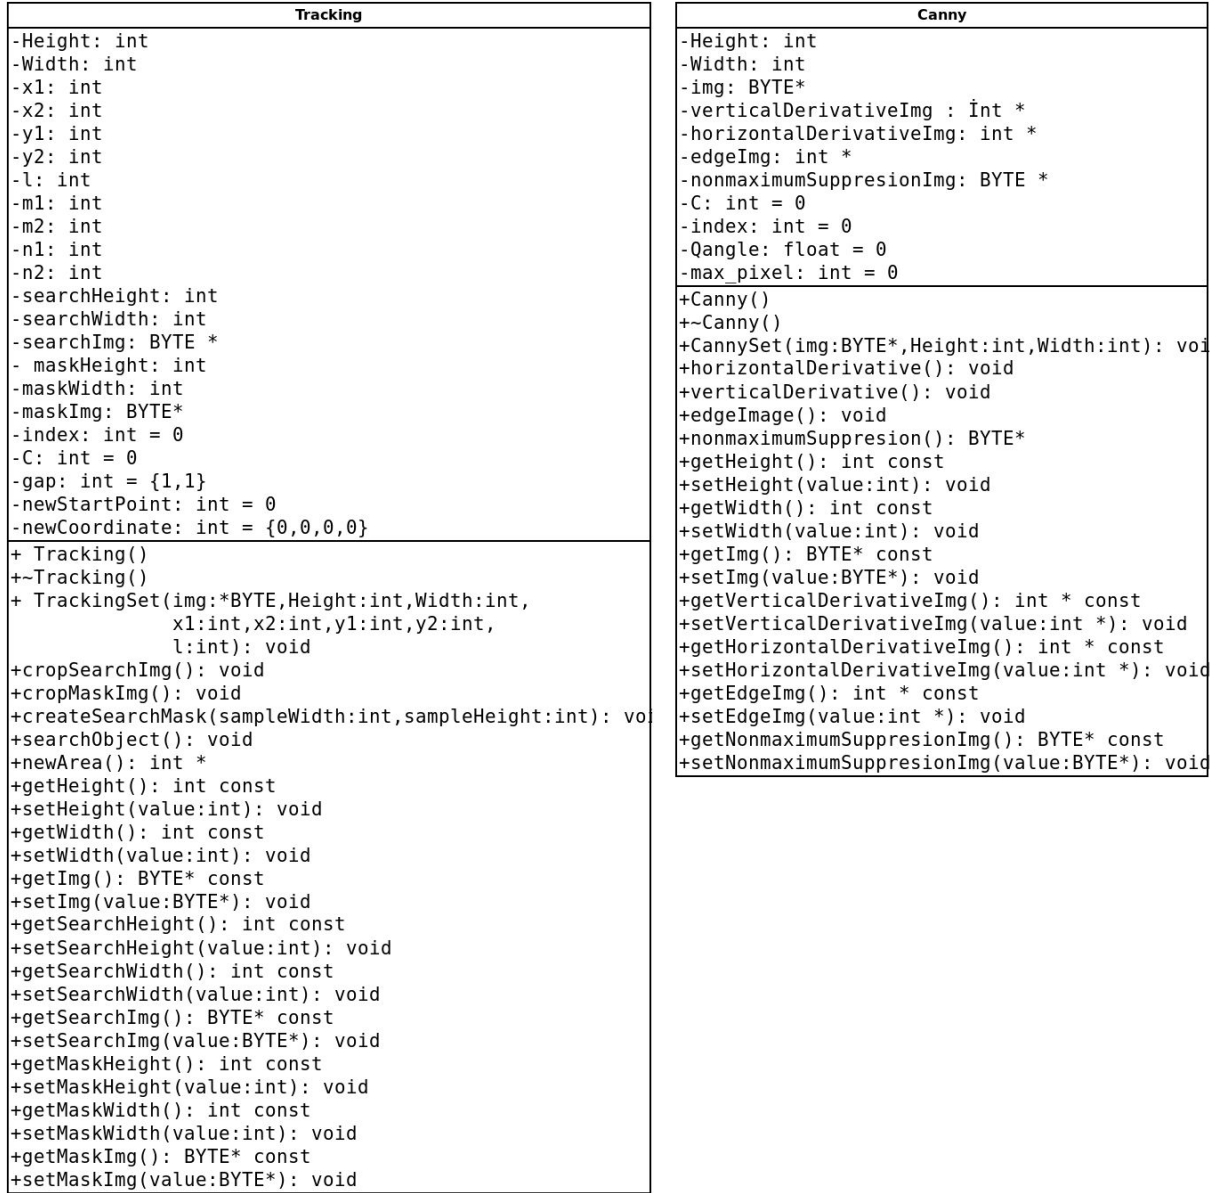 Tracking
-Height: int
-Width: int
-x1: int
-x2: int
-y1: int
-y2: int
-l: int
-m1: int
-m2: int
-n1: int
-n2: int
-searchHeight: int
-searchWidth: int
-searchImg: BYTE *
- maskHeight: int
-maskWidth: int
-maskImg: BYTE*
-index: int = 0
-C: int = 0
-gap: int = {1,1}
-newStartPoint: int = 0
-newCoordinate: int = {0,0,0,0}
+ Tracking()
+~Tracking()
+ TrackingSet(img:*BYTE,Height:int,Width:int,
x1:int,x2:int,y1:int,y2:int,
l:int): void
+cropSearchImg(): void
+cropMaskImg(): void
+createSearchMask(sampleWidth:int,sampleHeight:int): voi
+searchObject(): void
+newArea(): int *
+getHeight(): int const
+setHeight(value:int): void
+getWidth(): int const
+setWidth(value:int): void
+getImg(): BYTE* const
+setImg(value:BYTE*): void
+getSearchHeight(): int const
+setSearchHeight(value:int): void
+getSearchWidth(): int const
+setSearchWidth(value:int): void
+getSearchImg(): BYTE* const
+setSearchImg(value:BYTE*): void
+getMaskHeight(): int const
+setMaskHeight(value:int): void
+getMaskWidth(): int const
+setMaskWidth(value:int): void
+getMaskImg(): BYTE* const
+setMaskImg(value:BYTE*): void
Canny
-Height: int
-Width: int
-img: BYTE*
-verticalDerivativeImg : İnt *
-horizontalDerivativeImg: int *
-edgeImg: int *
-nonmaximumSuppresionImg: BYTE *
-C: int = 0
-index: int = 0
-Qangle: float = 0
-max_pixel: int = 0
+Canny()
+~Canny()
+CannySet(img:BYTE*,Height:int,Width:int): voi
+horizontalDerivative(): void
+verticalDerivative(): void
+edgeImage(): void
+nonmaximumSuppresion(): BYTE*
+getHeight(): int const
+setHeight(value:int): void
+getWidth(): int const
+setWidth(value:int): void
+getImg(): BYTE* const
+setImg(value:BYTE*): void
+getVerticalDerivativeImg(): int * const
+setVerticalDerivativeImg(value:int *): void
+getHorizontalDerivativeImg(): int * const
+setHorizontalDerivativeImg(value:int *): void
+getEdgeImg(): int * const
+setEdgeImg(value:int *): void
+getNonmaximumSuppresionImg(): BYTE* const
+setNonmaximumSuppresionImg(value:BYTE*): void